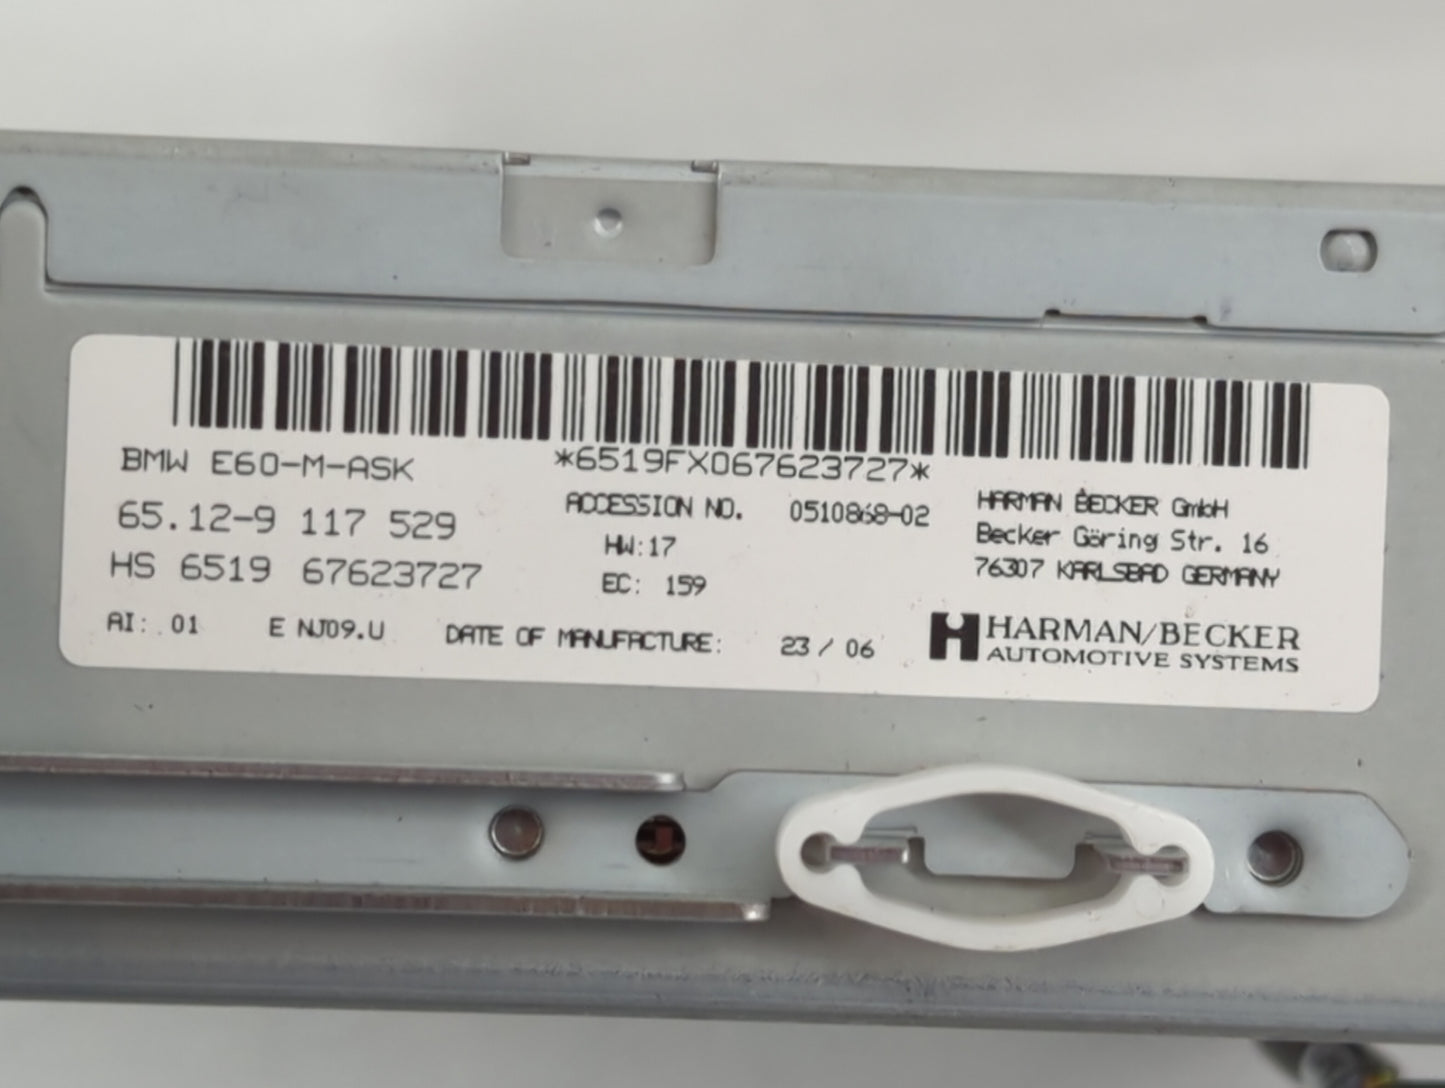 BMW E60-M-ASK *6519FX067623727*
65.12-9 117 529
HS 6519 67623727
AI: 01 E NJ09.U
ACCESSION NO. 0510868-02
HW:17
EC: 159
DATE OF MANUFACTURE: 23 / 06
HARMAN BECKER GmbH
Becker Göring Str. 16
76307 KARLSBAD GERMANY
HARMAN/BECKER
AUTOMOTIVE SYSTEMS